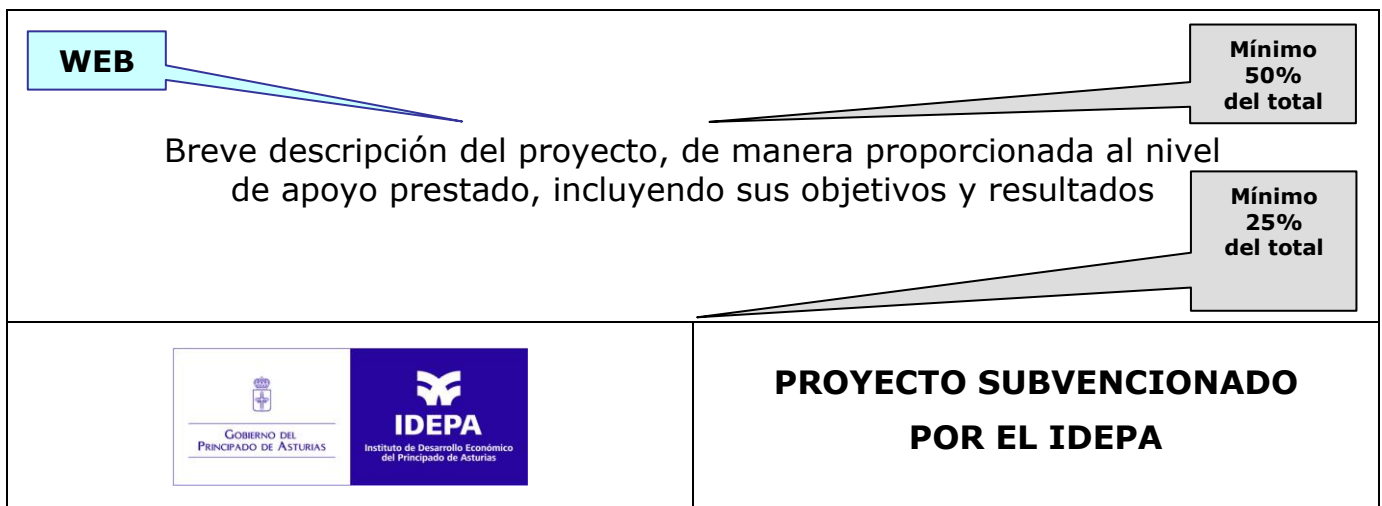 WEB
Mínimo
50%
del total
Breve descripción del proyecto, de manera proporcionada al nivel
de apoyo prestado, incluyendo sus objetivos y resultados
Mínimo
25%
del total
GOBIERNO DEL
PRINCIPADO DE ASTURIAS
IDEPA
Instituto de Desarrollo Económico
del Principado de Asturias
PROYECTO SUBVENCIONADO
POR EL IDEPA